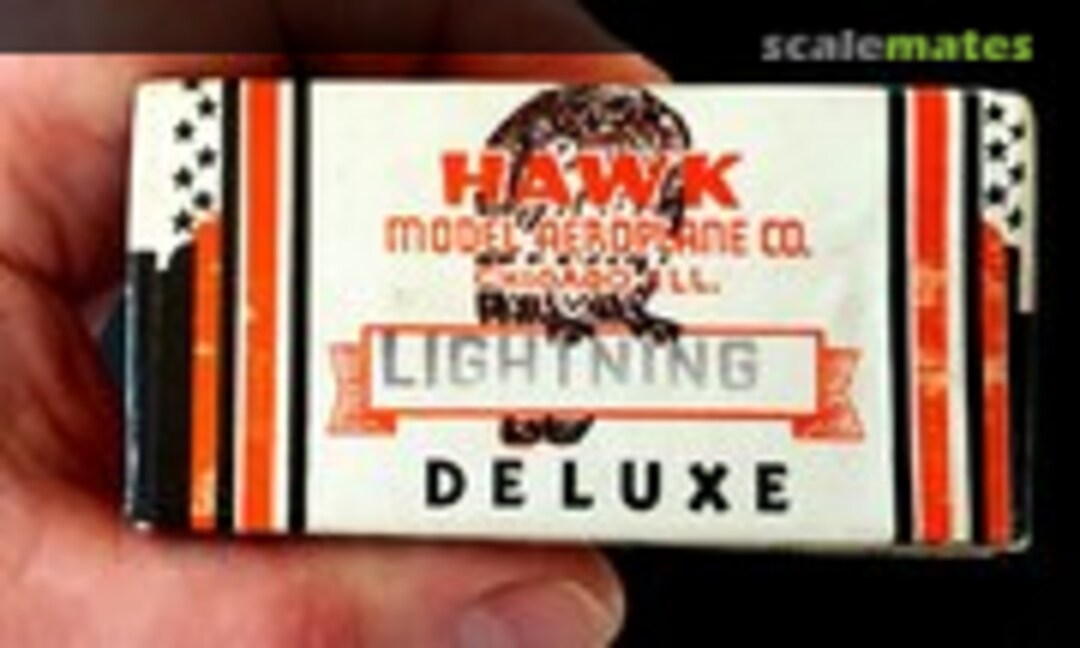 scalemates
HAWK
MODEL AEROPLANE CO.
CHICAGO ILL.
LIGHTNING
DELUXE